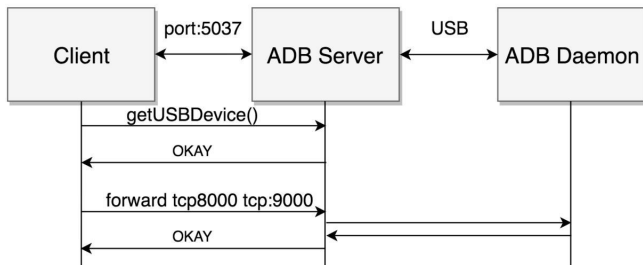 port:5037
USB
Client
ADB Server
ADB Daemon
getUSBDevice()
OKAY
forward tcp8000 tcp:9000
OKAY